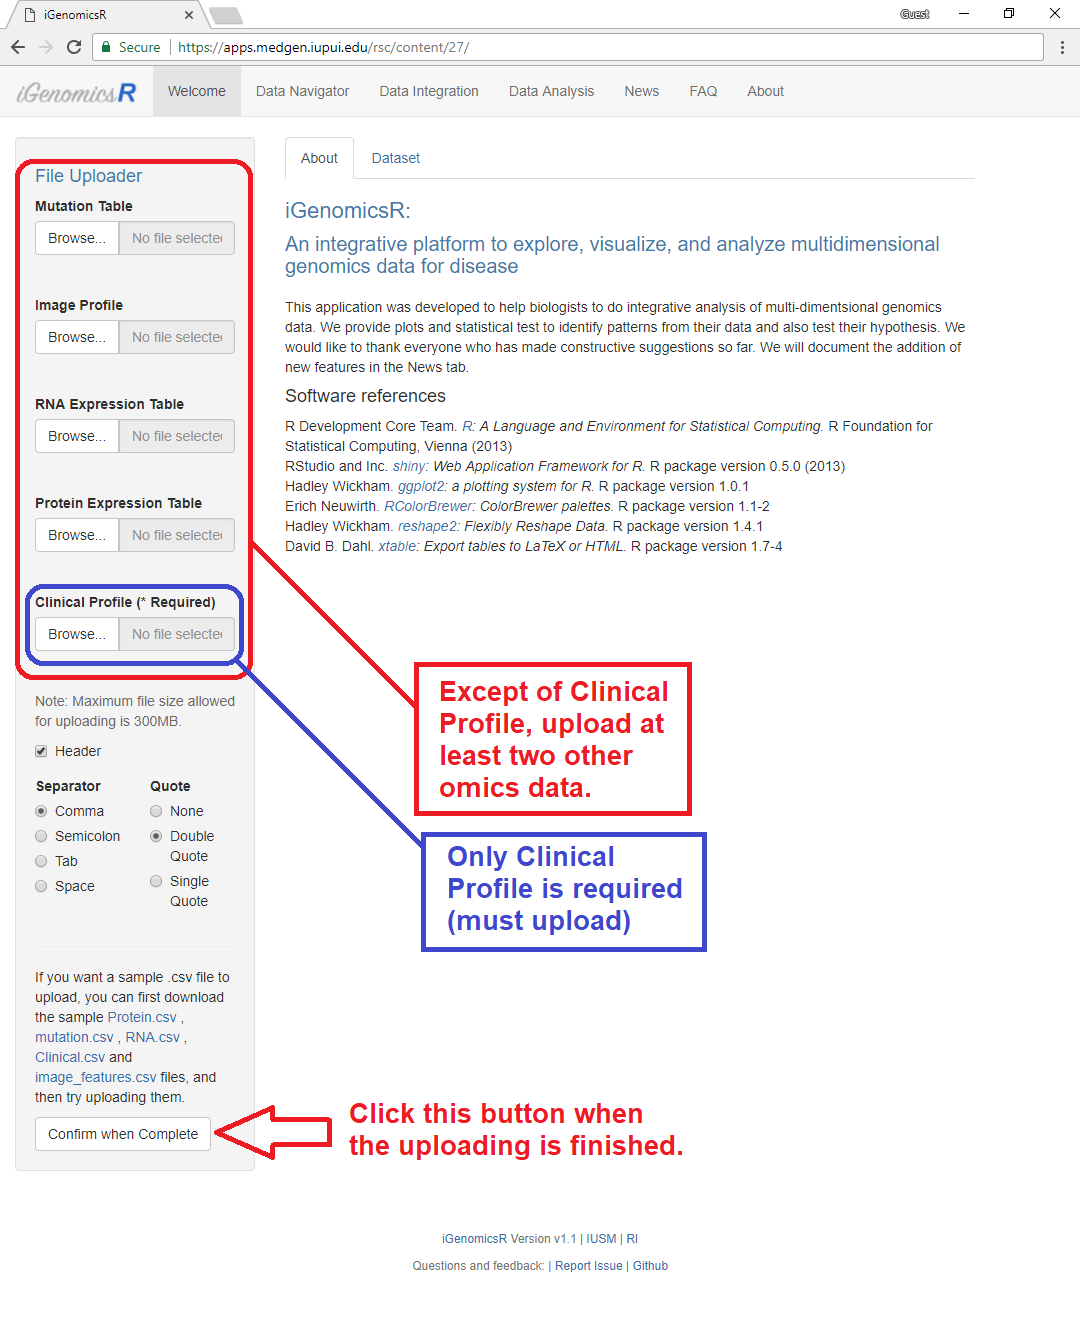 iGenomicsR
Guest
Secure https://apps.medgen.iupui.edu/rsc/content/27/
iGenomicsR Welcome Data Navigator Data Integration Data Analysis News FAQ About
File Uploader
Mutation Table
Browse... No file selected
Image Profile
Browse... No file selected
RNA Expression Table
Browse... No file selected
Protein Expression Table
Browse... No file selected
Clinical Profile (* Required)
Browse... No file selected
Note: Maximum file size allowed
for uploading is 300MB.
Header
Separator
Comma
Semicolon
Tab
Space
Quote
None
Double
Quote
Single
Quote
If you want a sample .csv file to
upload, you can first download
the sample Protein.csv ,
mutation.csv , RNA.csv ,
Clinical.csv and
image_features.csv files, and
then try uploading them.
Confirm when Complete
About Dataset
iGenomicsR:
An integrative platform to explore, visualize, and analyze multidimensional
genomics data for disease
This application was developed to help biologists to do integrative analysis of multi-dimentsional genomics
data. We provide plots and statistical test to identify patterns from their data and also test their hypothesis. We
would like to thank everyone who has made constructive suggestions so far. We will document the addition of
new features in the News tab.
Software references
R Development Core Team. R: A Language and Environment for Statistical Computing. R Foundation for
Statistical Computing, Vienna (2013)
RStudio and Inc. shiny: Web Application Framework for R. R package version 0.5.0 (2013)
Hadley Wickham. ggplot2: a plotting system for R. R package version 1.0.1
Erich Neuwirth. RColorBrewer: ColorBrewer palettes. R package version 1.1-2
Hadley Wickham. reshape2: Flexibly Reshape Data. R package version 1.4.1
David B. Dahl. xtable: Export tables to LaTeX or HTML. R package version 1.7-4
Except of Clinical
Profile, upload at
least two other
omics data.
Only Clinical
Profile is required
(must upload)
Click this button when
the uploading is finished.
iGenomicsR Version v1.1 | IUSM | RI
Questions and feedback: | Report Issue | Github